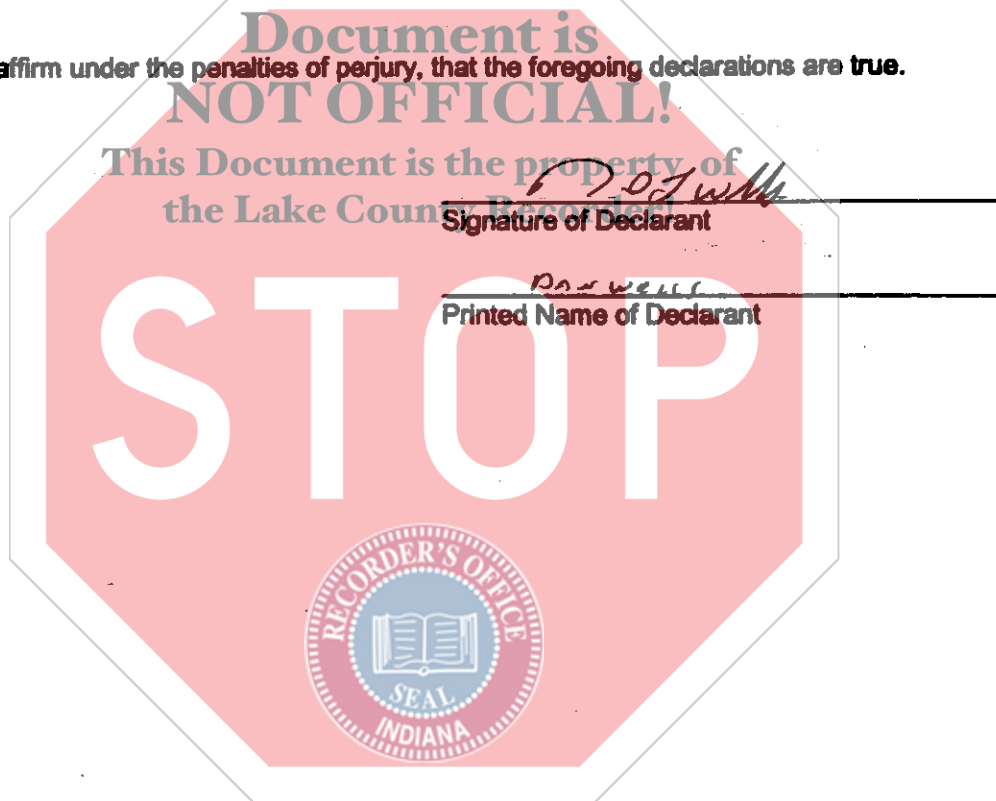 Document is
affirm under the penalties of perjury, that the foregoing declarations are true.
NOT OFFICIAL!
This Document is the property of
the Lake County Recorder!
Signature of Declarant
Printed Name of Declarant
STOP
RECORDER'S OFFICE
SEAL
INDIANA